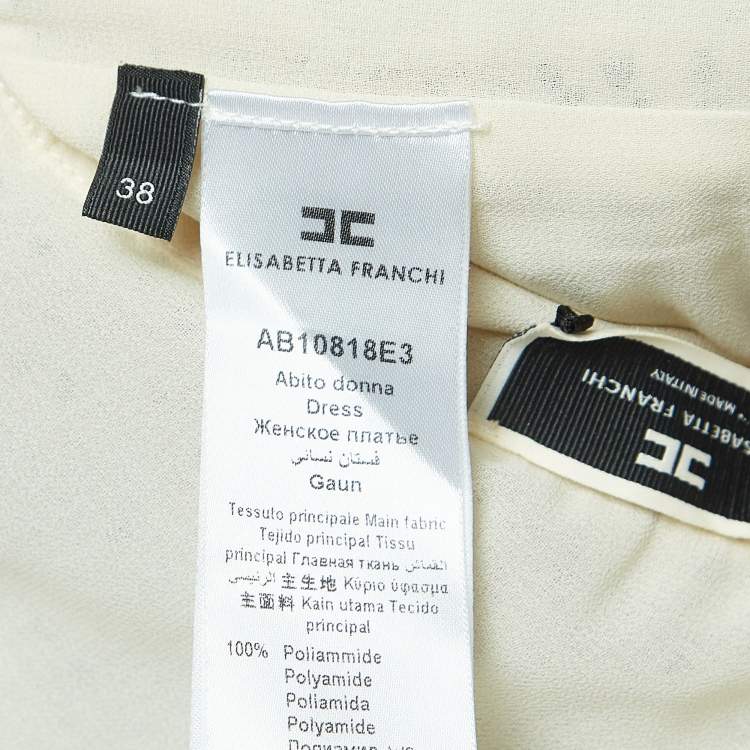 38
ELISABETTA FRANCHI
AB10818E3
Abito donna
Dress
Женское платье
فستان نسائي
Gaun
Tessuto principale Main fabric
Tejido principal Tissu
principal Главная ткань القماش
الرئيسي 主生地 Κύριο ύφασμα
主面料 Kain utama Tecido
principal
100% Poliammide
Polyamide
Poliamida
Polyamide
FRANCHI
MADE IN ITALY